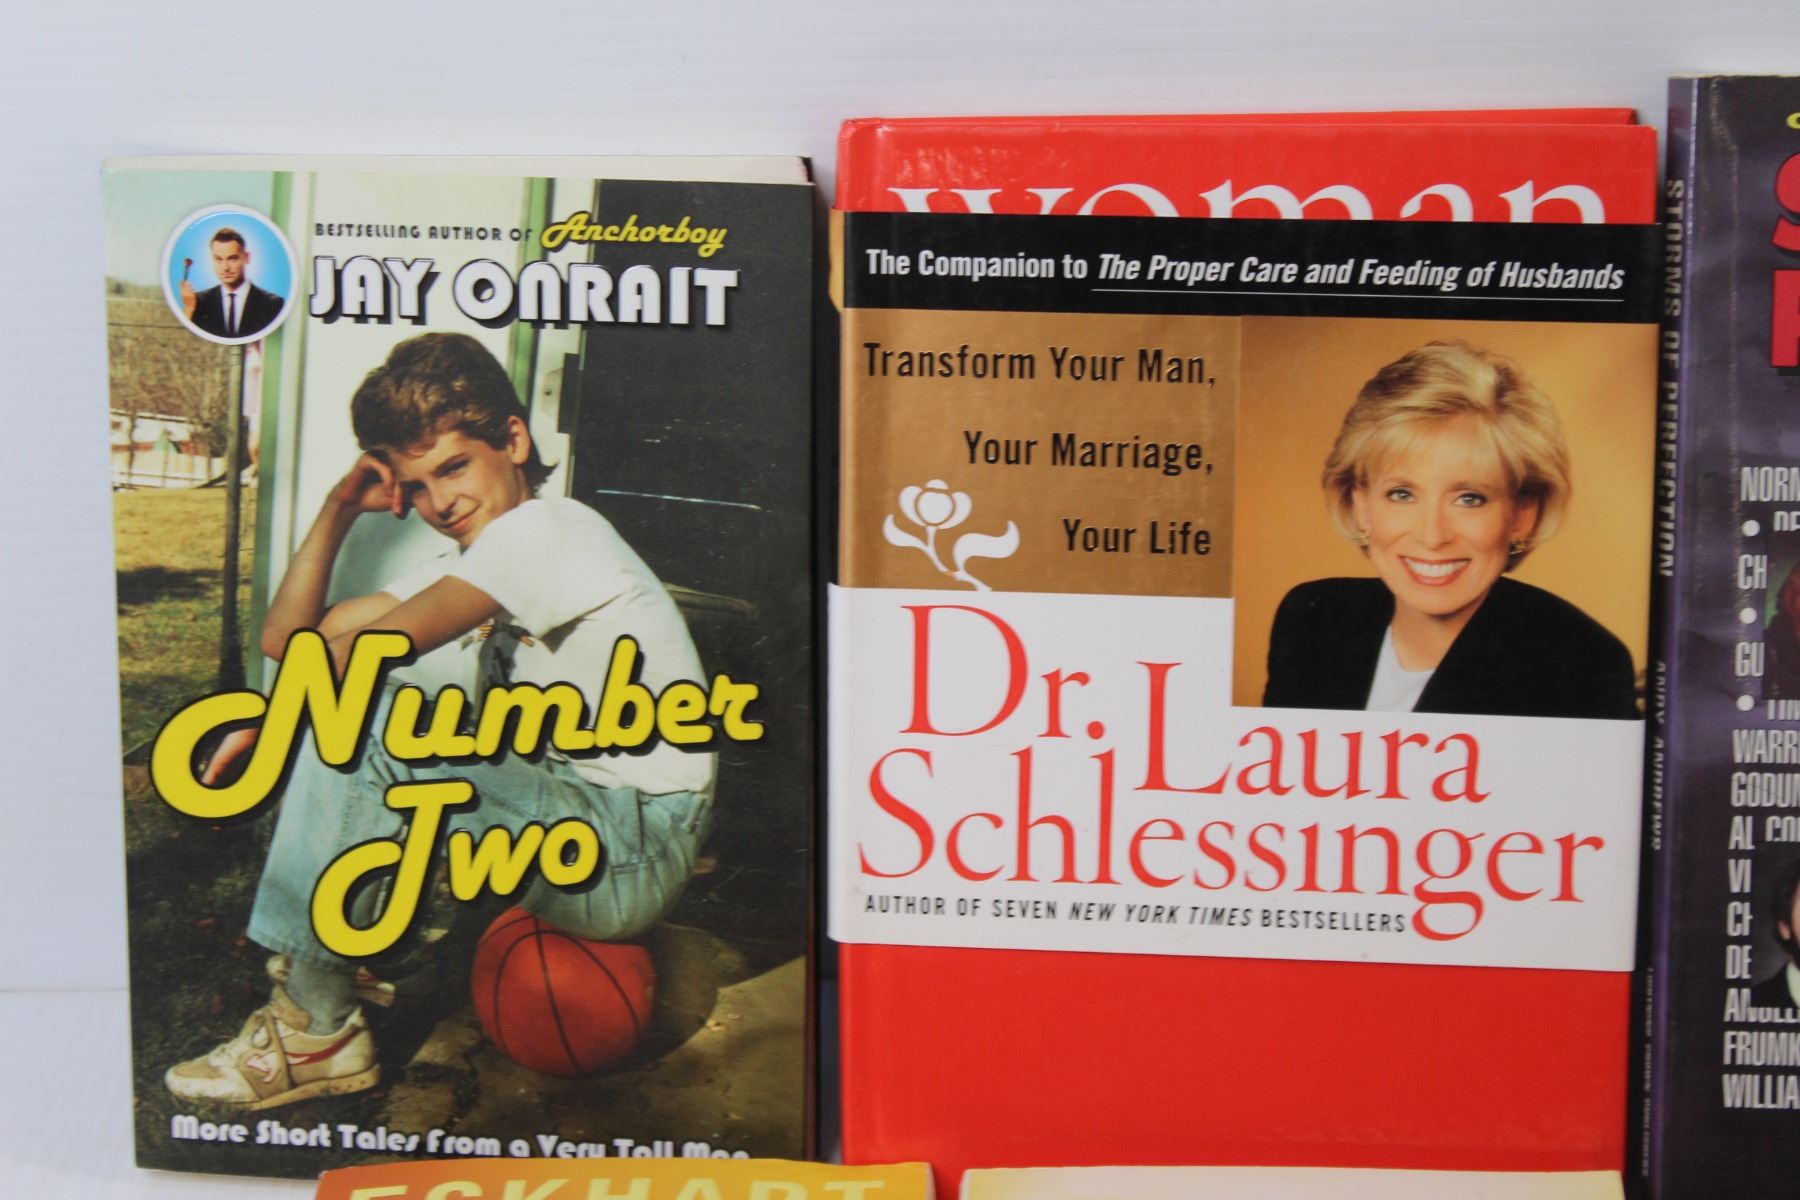 BESTSELLING AUTHOR OF Anchorboy
JAY ONRAIT
Number
Two
More Short Tales From a Very Tall Man
woman
The Companion to The Proper Care and Feeding of Husbands
Transform Your Man,
Your Marriage,
Your Life
Dr. Laura
Schlessinger
AUTHOR OF SEVEN NEW YORK TIMES BESTSELLERS
STORMS OF PERFECTION
ANDY ANDREWS
NORM
CH
GU
TIM
WARR
GODUN
AL
VI
CH
DE
AN
FRUMK
WILLIA
ECKHART